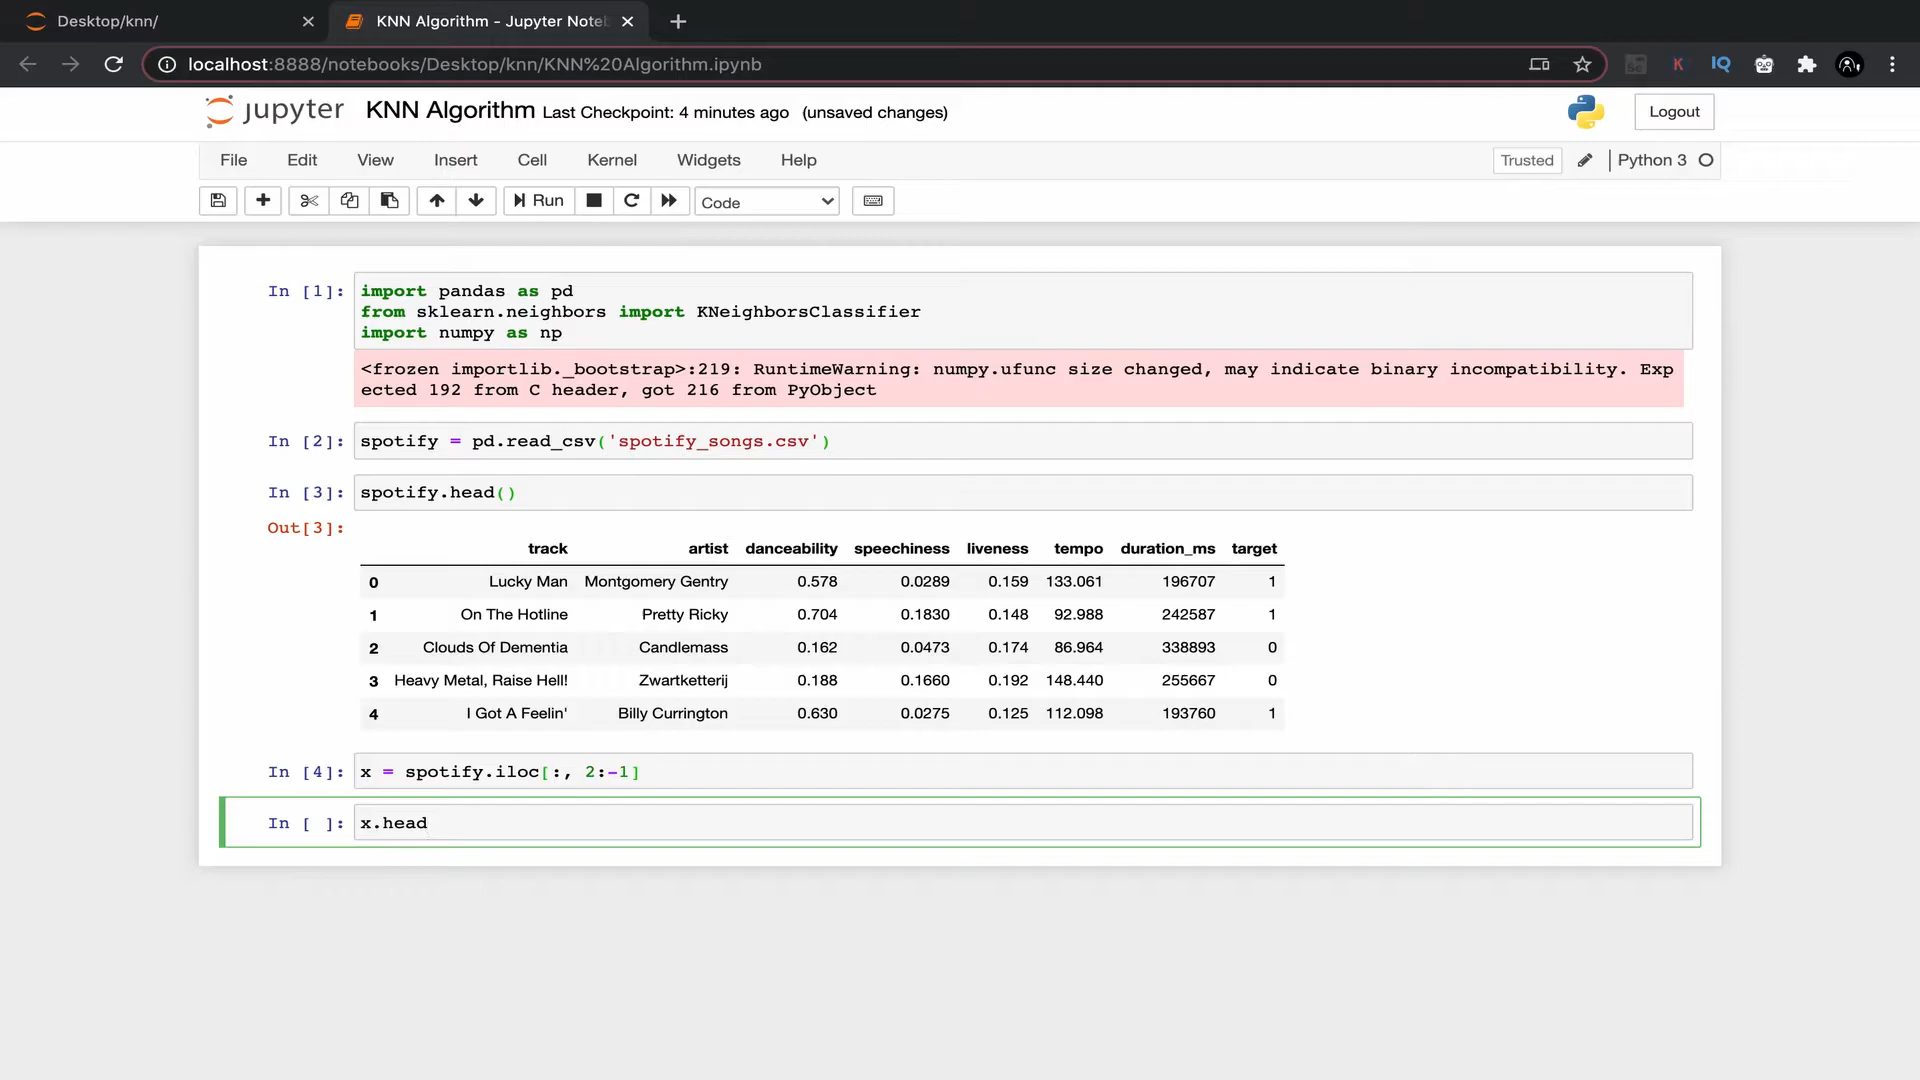 Desktop/knn/
KNN Algorithm - Jupyter Note
localhost:8888/notebooks/Desktop/knn/KNN%20Algorithm.ipynb
K IQ
jupyter KNN Algorithm Last Checkpoint: 4 minutes ago (unsaved changes)
Logout
File Edit View Insert Cell Kernel Widgets Help
Trusted Python 3
Run Code
In [1]: import pandas as pd
from sklearn.neighbors import KNeighborsClassifier
import numpy as np
<frozen importlib._bootstrap>:219: RuntimeWarning: numpy.ufunc size changed, may indicate binary incompatibility. Exp
ected 192 from C header, got 216 from PyObject
In [2]: spotify = pd.read_csv('spotify_songs.csv')
In [3]: spotify.head()
Out[3]:
track artist danceability speechiness liveness tempo duration_ms target
0 Lucky Man Montgomery Gentry 0.578 0.0289 0.159 133.061 196707 1
1 On The Hotline Pretty Ricky 0.704 0.1830 0.148 92.988 242587 1
2 Clouds Of Dementia Candlemass 0.162 0.0473 0.174 86.964 338893 0
3 Heavy Metal, Raise Hell! Zwartketterij 0.188 0.1660 0.192 148.440 255667 0
4 I Got A Feelin' Billy Currington 0.630 0.0275 0.125 112.098 193760 1
In [4]: x = spotify.iloc[:, 2:-1]
In [ ]: x.head